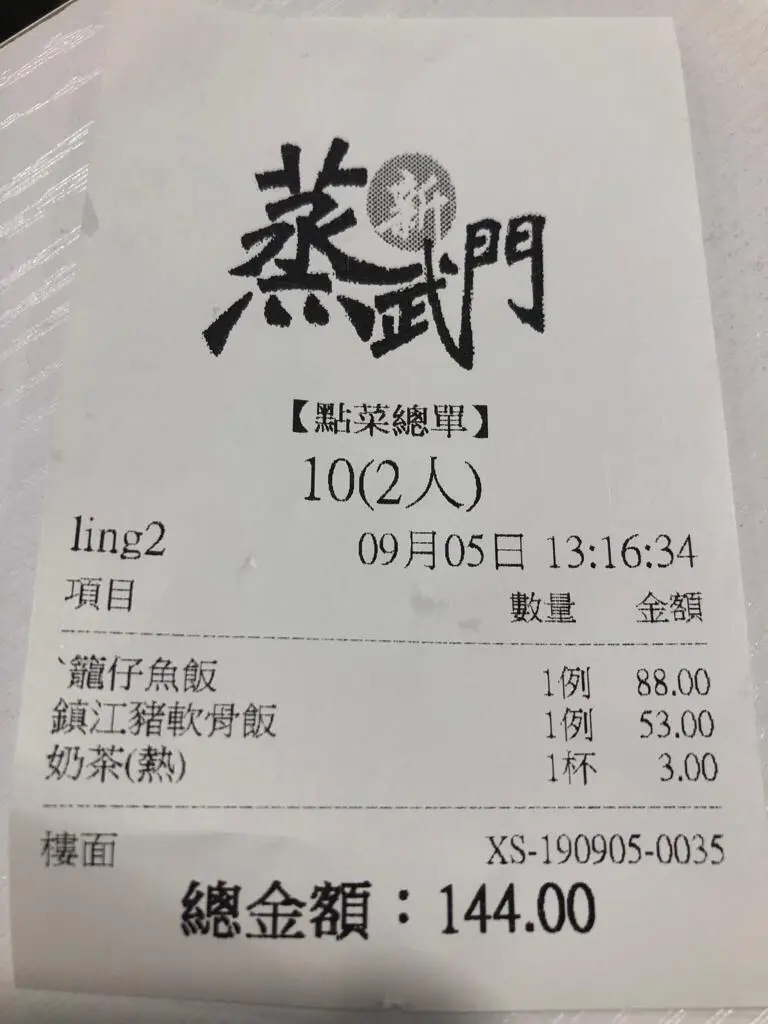 蒸新武門
【點菜總單】
10(2人)
ling2 09月05日 13:16:34
項目 數量 金額
`籠仔魚飯 1例 88.00
鎮江豬軟骨飯 1例 53.00
奶茶(熱) 1杯 3.00
樓面 XS-190905-0035
總金額：144.00